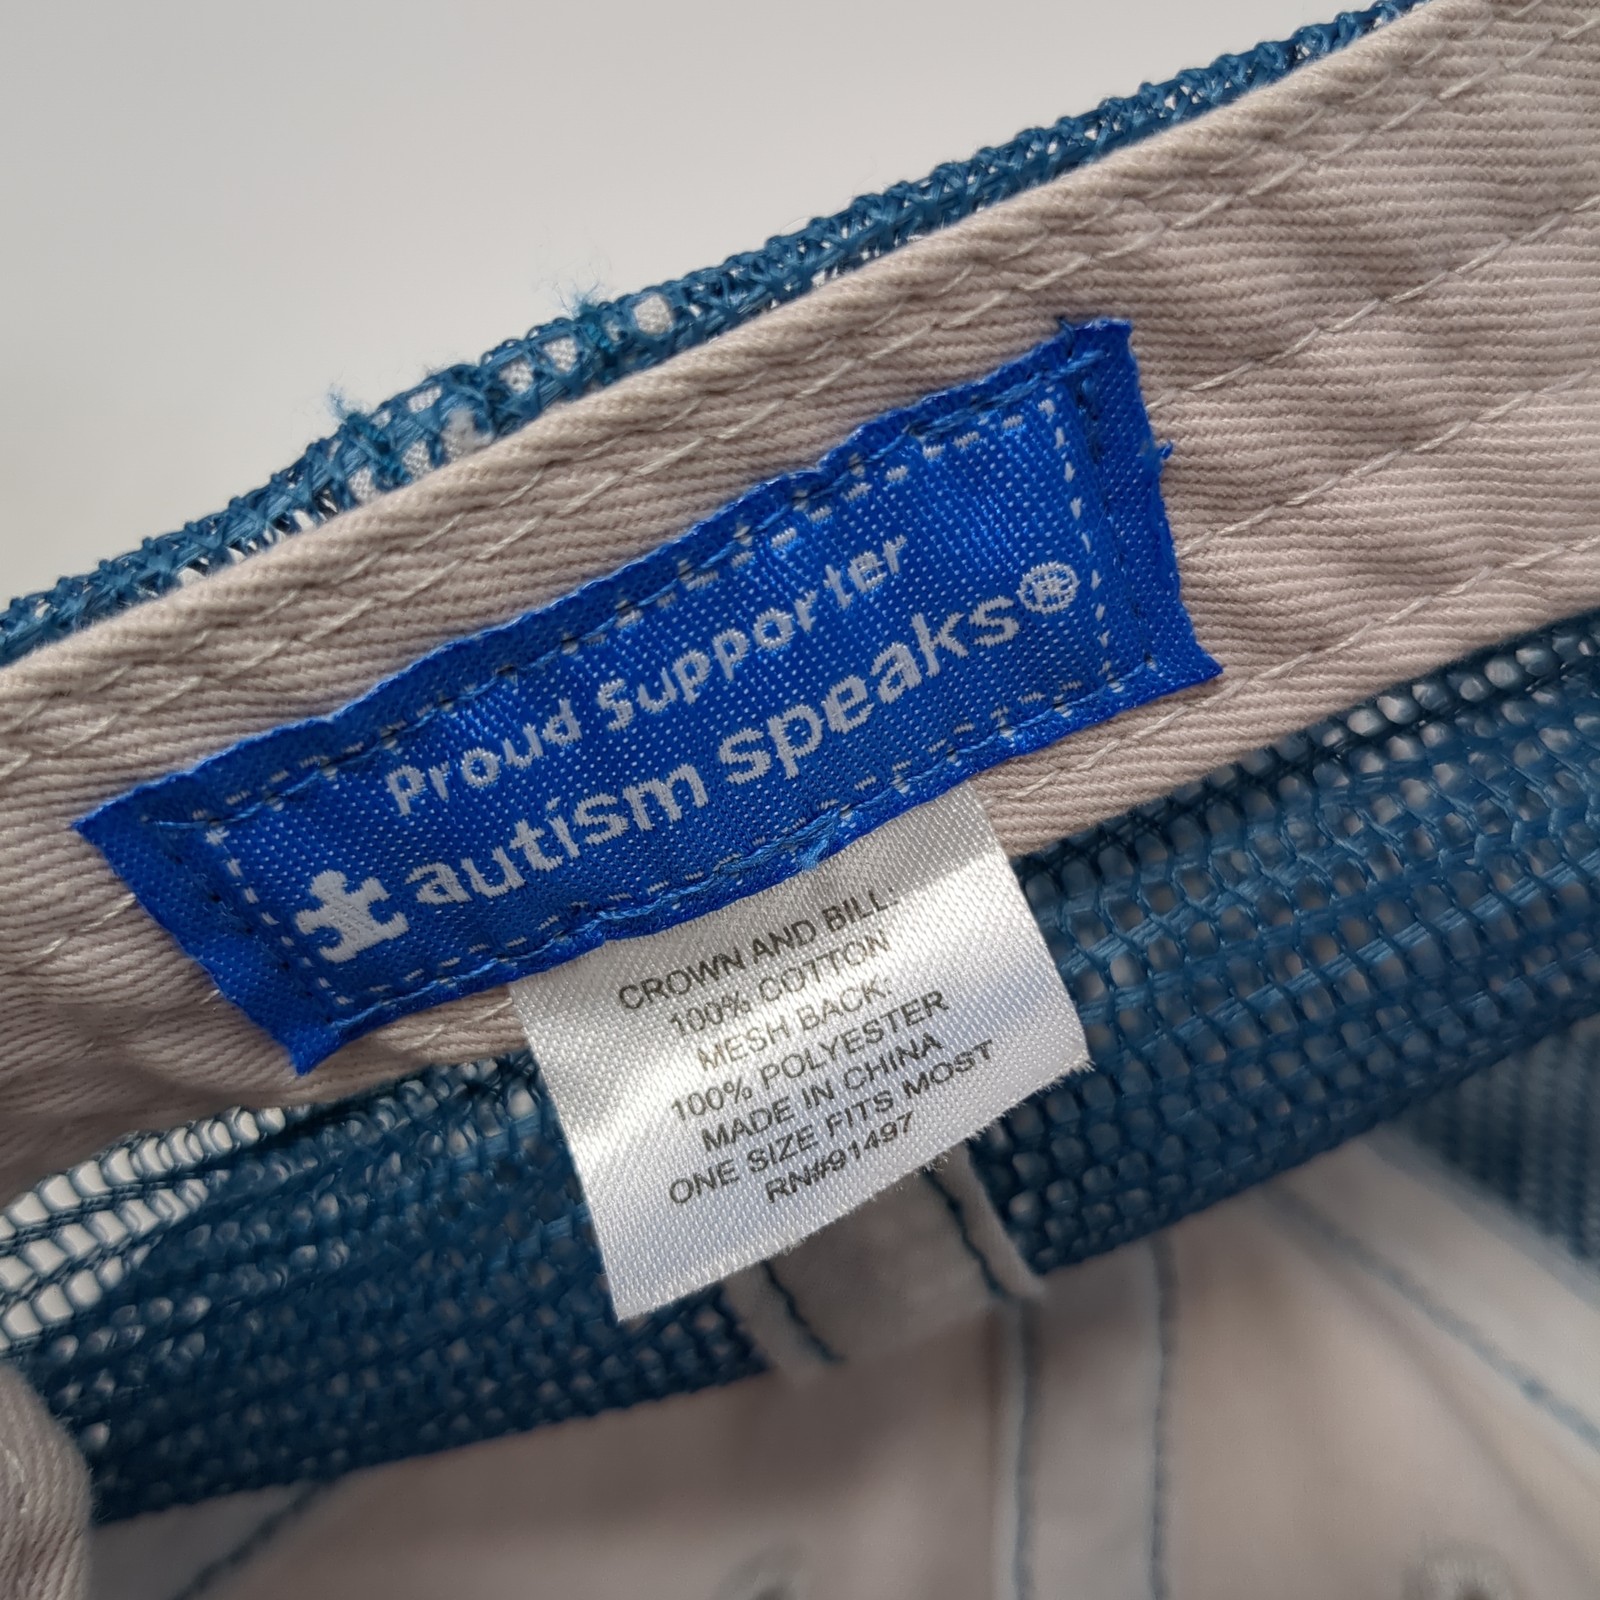 Proud Supporter
autism speaks®
CROWN AND BILL:
100% COTTON
MESH BACK:
100% POLYESTER
MADE IN CHINA
ONE SIZE FITS MOST
RN#91497